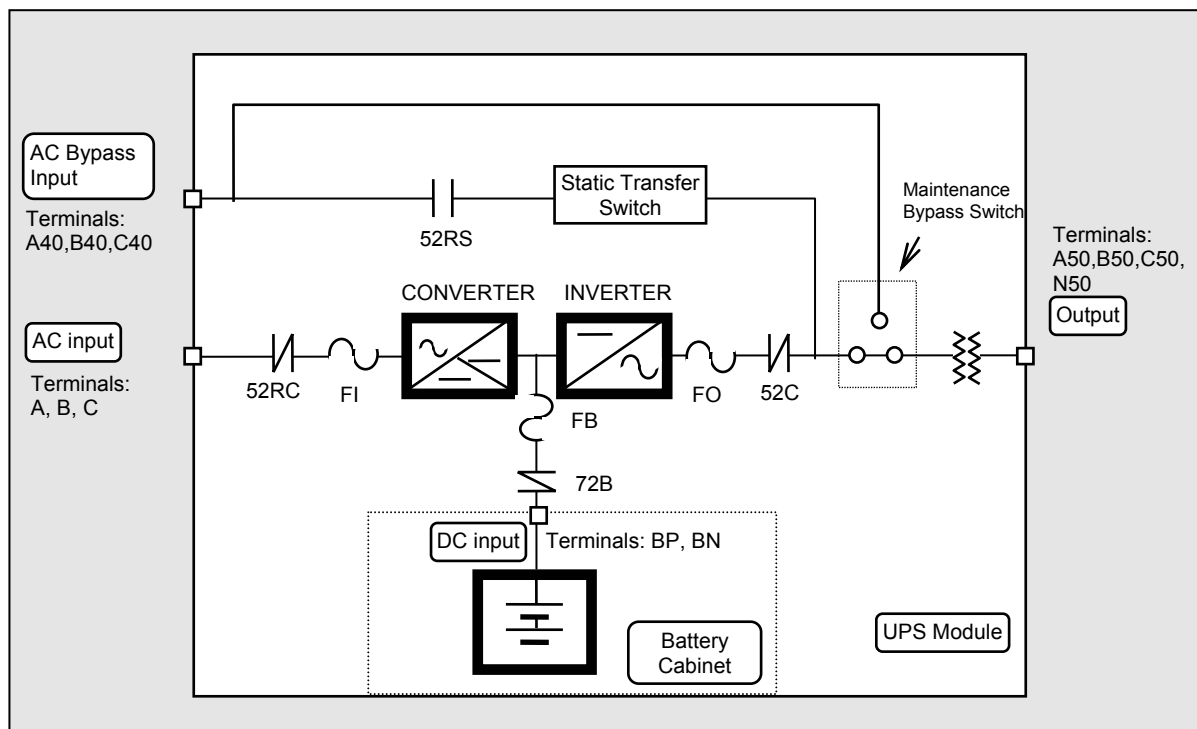 AC Bypass
Input
Terminals:
A40,B40,C40
Static Transfer
Switch
52RS
Maintenance
Bypass Switch
Terminals:
A50,B50,C50,
N50
Output
CONVERTER
INVERTER
AC input
Terminals:
A, B, C
52RC
FI
FO
52C
FB
72B
DC input
Terminals: BP, BN
Battery
Cabinet
UPS Module